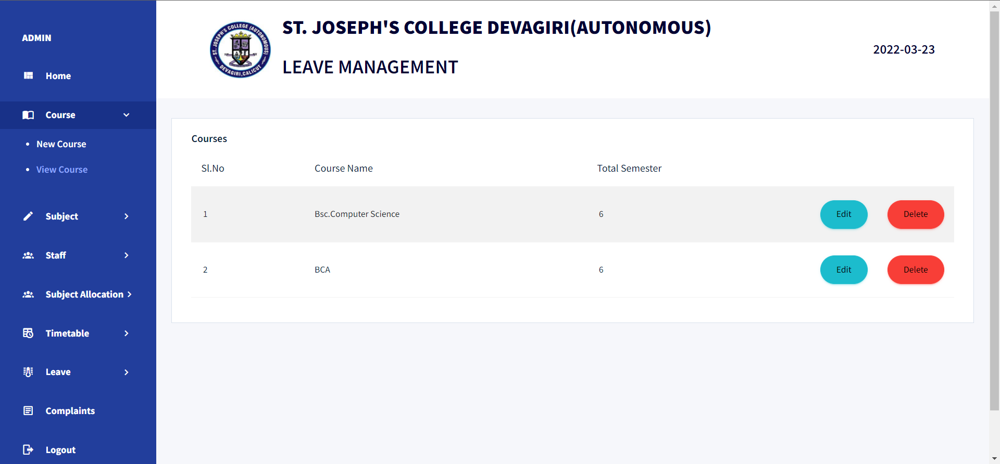 ADMIN
Home
Course
New Course
View Course
Subject
Staff
Subject Allocation
Timetable
Leave
Complaints
Logout
ST. JOSEPH'S COLLEGE (AUTONOMOUS)
DEVAGIRI, CALICUT
ST. JOSEPH'S COLLEGE DEVAGIRI(AUTONOMOUS)
LEAVE MANAGEMENT
2022-03-23
Courses
Sl.No Course Name Total Semester
1 Bsc.Computer Science 6 Edit Delete
2 BCA 6 Edit Delete